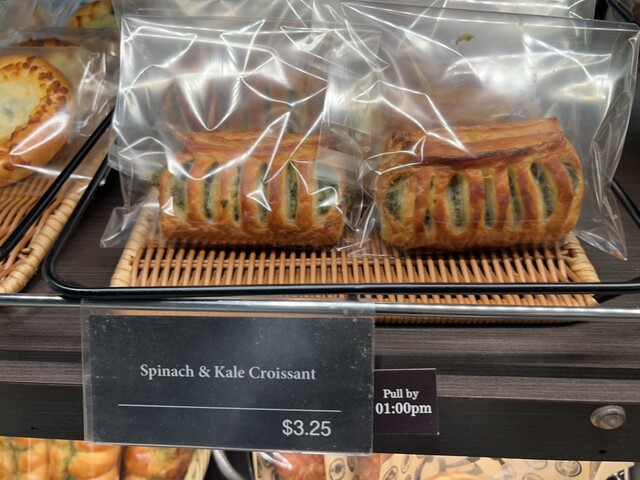 Spinach & Kale Croissant
$3.25
Pull by
01:00pm